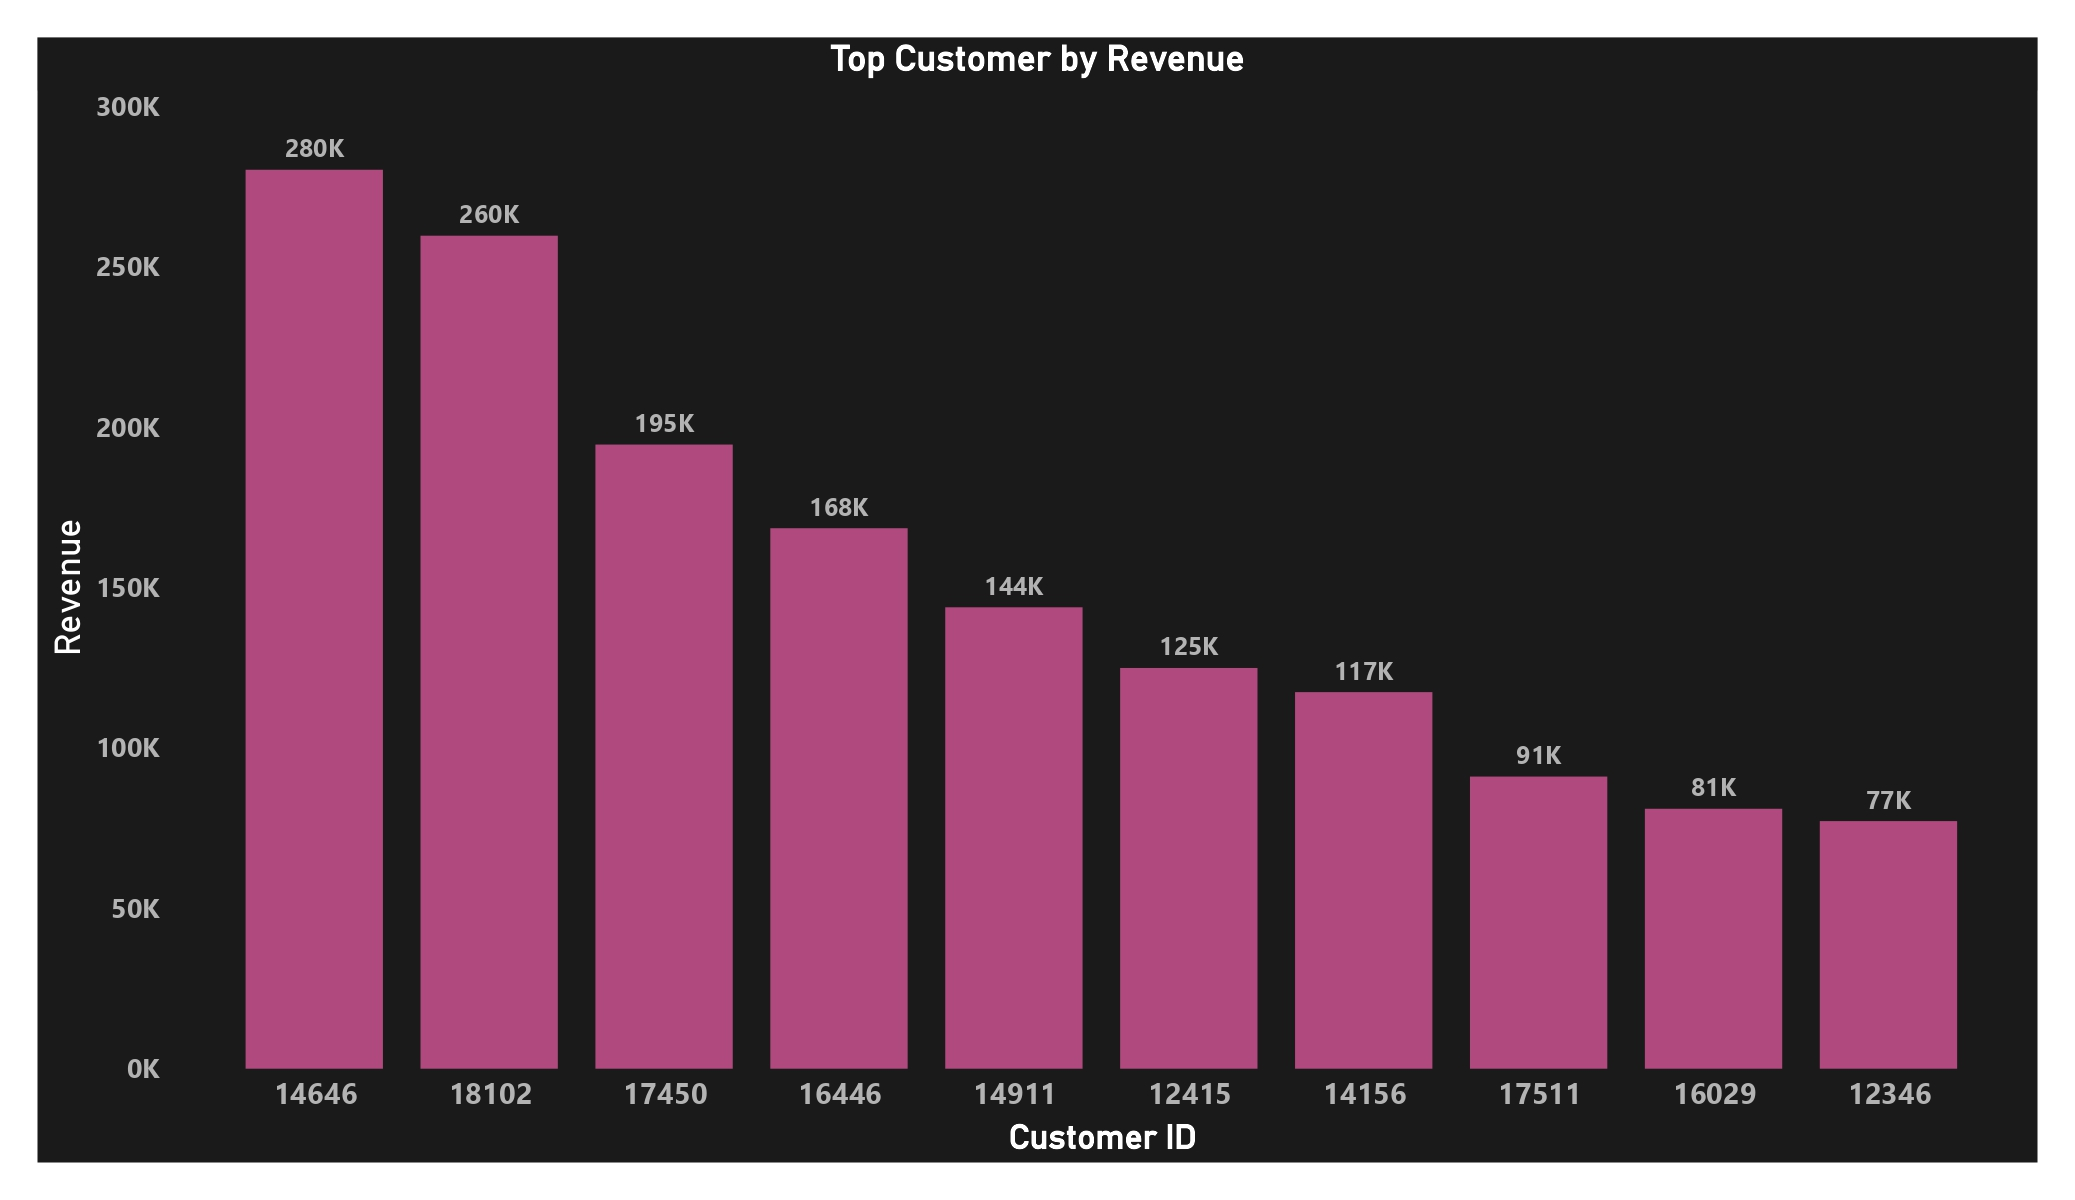 Top Customer by Revenue
300K
250K
200K
150K
100K
50K
0K
Revenue
280K
260K
195K
168K
144K
125K
117K
91K
81K
77K
14646 18102 17450 16446 14911 12415 14156 17511 16029 12346
Customer ID